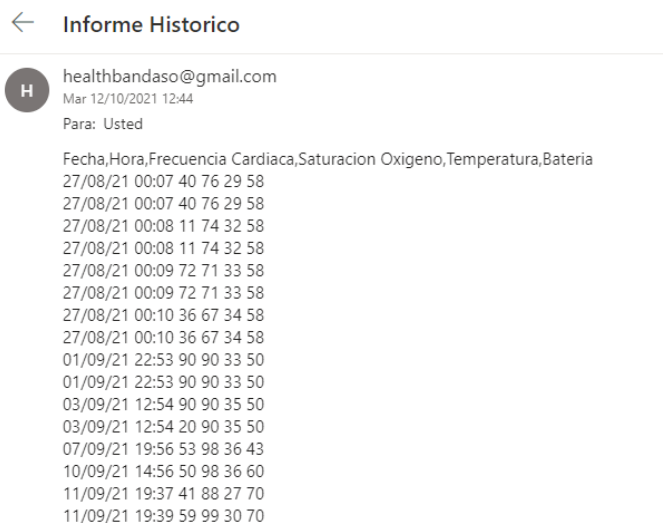 Informe Historico
H
healthbandaso@gmail.com
Mar 12/10/2021 12:44
Para: Usted
Fecha,Hora,Frecuencia Cardiaca,Saturacion Oxigeno,Temperatura,Bateria
27/08/21 00:07 40 76 29 58
27/08/21 00:07 40 76 29 58
27/08/21 00:08 11 74 32 58
27/08/21 00:08 11 74 32 58
27/08/21 00:09 72 71 33 58
27/08/21 00:09 72 71 33 58
27/08/21 00:10 36 67 34 58
27/08/21 00:10 36 67 34 58
01/09/21 22:53 90 90 33 50
01/09/21 22:53 90 90 33 50
03/09/21 12:54 90 90 35 50
03/09/21 12:54 20 90 35 50
07/09/21 19:56 53 98 36 43
10/09/21 14:56 50 98 36 60
11/09/21 19:37 41 88 27 70
11/09/21 19:39 59 99 30 70